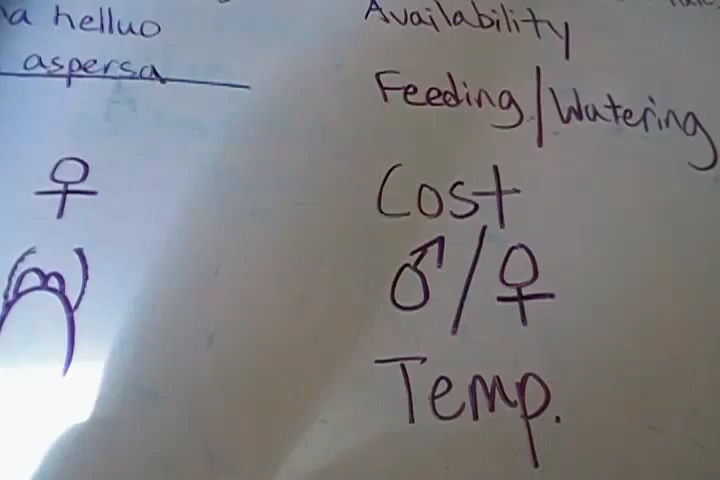 a helluo
aspersa
♀
Availability
Feeding/Watering
Cost
♂/♀
Temp.